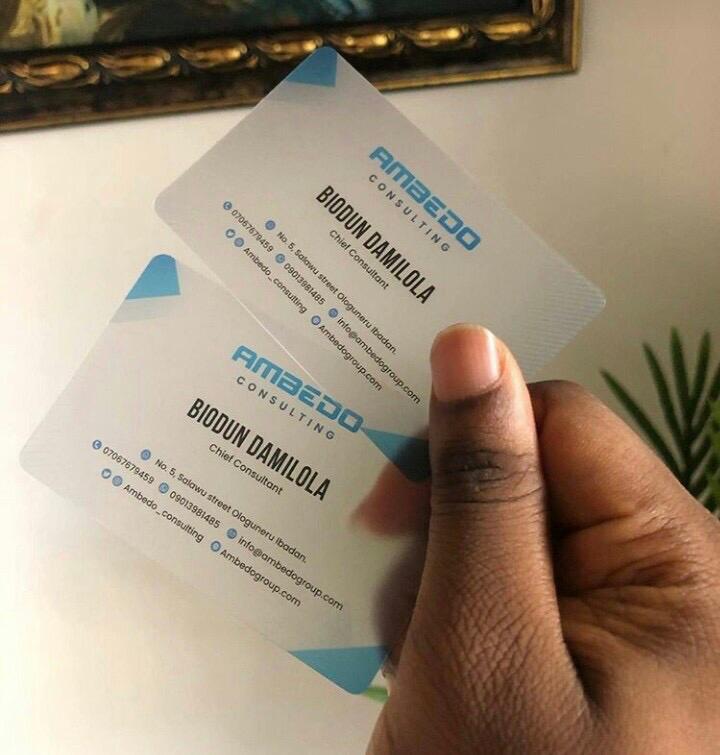 AMBEDO
CONSULTING
BIODUN DAMILOLA
Chief Consultant
No. 5, Salawu street Ologuneru Ibadan.
07067679459 09013981485 info@ambedogroup.com
Ambedo_consulting Ambedogroup.com
AMBEDO
CONSULTING
BIODUN DAMILOLA
Chief Consultant
No. 5, Salawu street Ologuneru Ibadan.
07067679459 09013981485 info@ambedogroup.com
Ambedo_consulting Ambedogroup.com